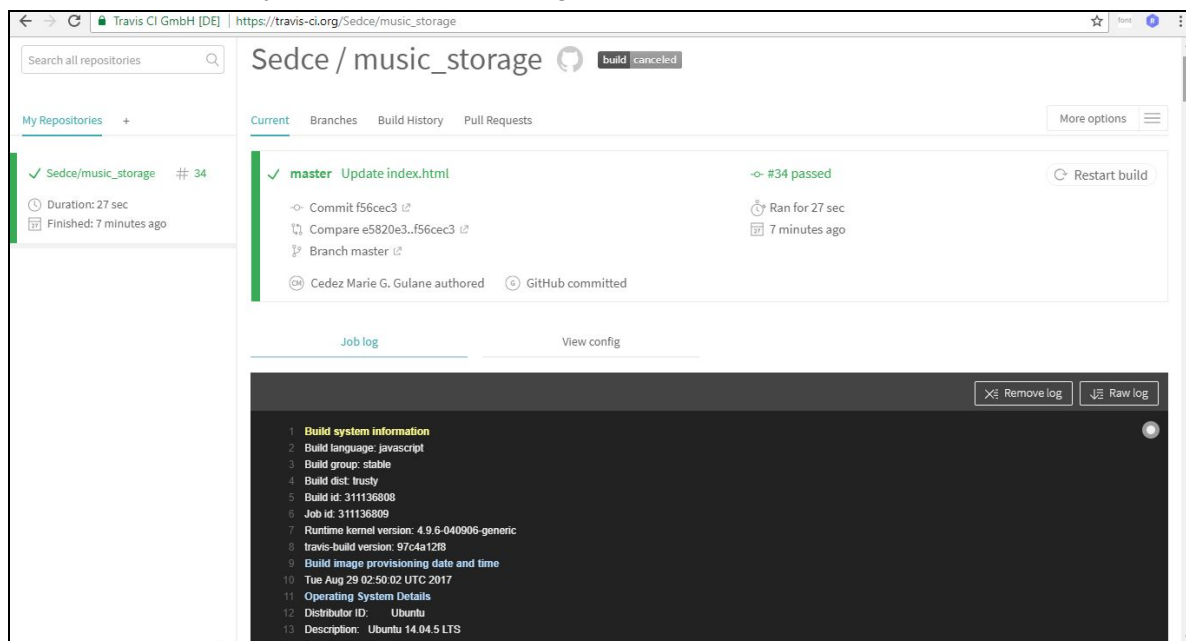 Travis CI GmbH [DE] | https://travis-ci.org/Sedce/music_storage font R
Search all repositories
Sedce / music_storage build canceled
My Repositories +
Current Branches Build History Pull Requests More options
Sedce/music_storage # 34
Duration: 27 sec
Finished: 7 minutes ago
master Update index.html #34 passed Restart build
Commit f56cec3 Ran for 27 sec
Compare e5820e3..f56cec3 7 minutes ago
Branch master
CM Cedez Marie G. Gulane authored G GitHub committed
Job log View config
Remove log Raw log
1 Build system information
2 Build language: javascript
3 Build group: stable
4 Build dist: trusty
5 Build id: 311136808
6 Job id: 311136809
7 Runtime kernel version: 4.9.6-040906-generic
8 travis-build version: 97c4a12f8
9 Build image provisioning date and time
10 Tue Aug 29 02:50:02 UTC 2017
11 Operating System Details
12 Distributor ID: Ubuntu
13 Description: Ubuntu 14.04.5 LTS